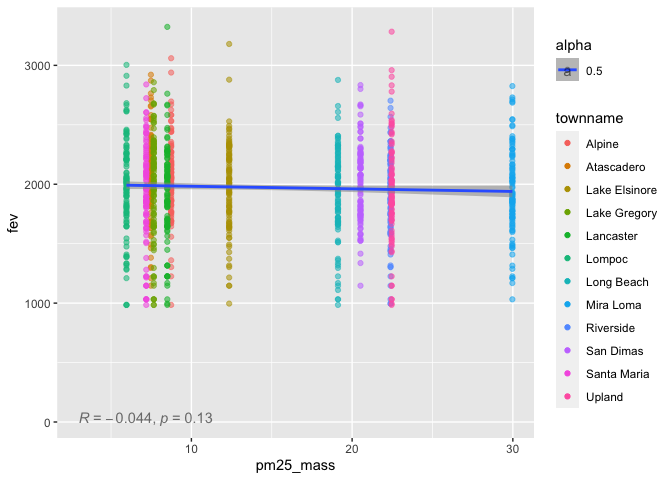 fev
3000
2000
1000
0
R = −0.044, p = 0.13
10
20
30
pm25_mass
alpha
a 0.5
townname
Alpine
Atascadero
Lake Elsinore
Lake Gregory
Lancaster
Lompoc
Long Beach
Mira Loma
Riverside
San Dimas
Santa Maria
Upland